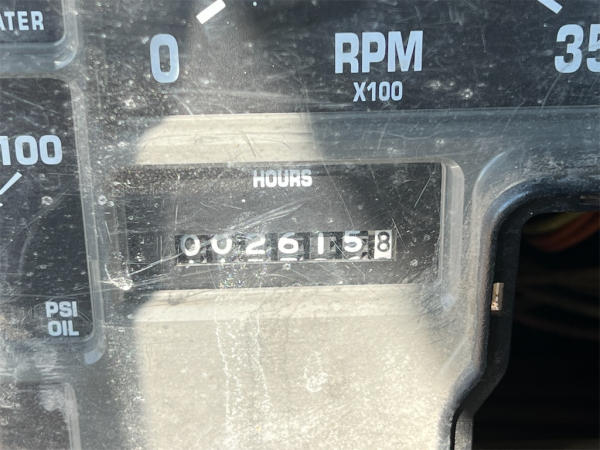 ATER
0
RPM
X100
35
100
HOURS
0026158
PSI
OIL